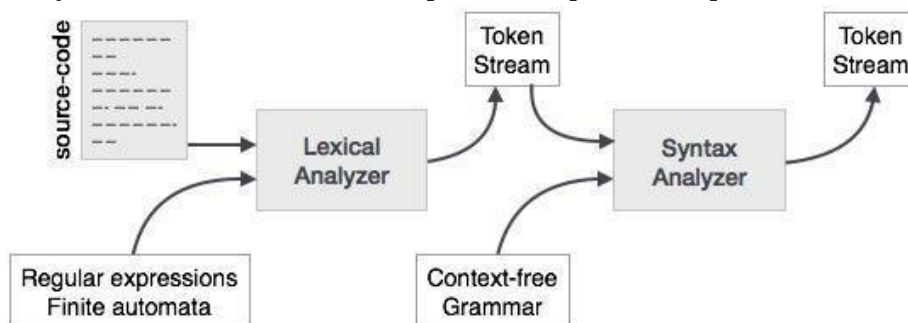 source-code
Token
Stream
Token
Stream
Lexical
Analyzer
Syntax
Analyzer
Regular expressions
Finite automata
Context-free
Grammar